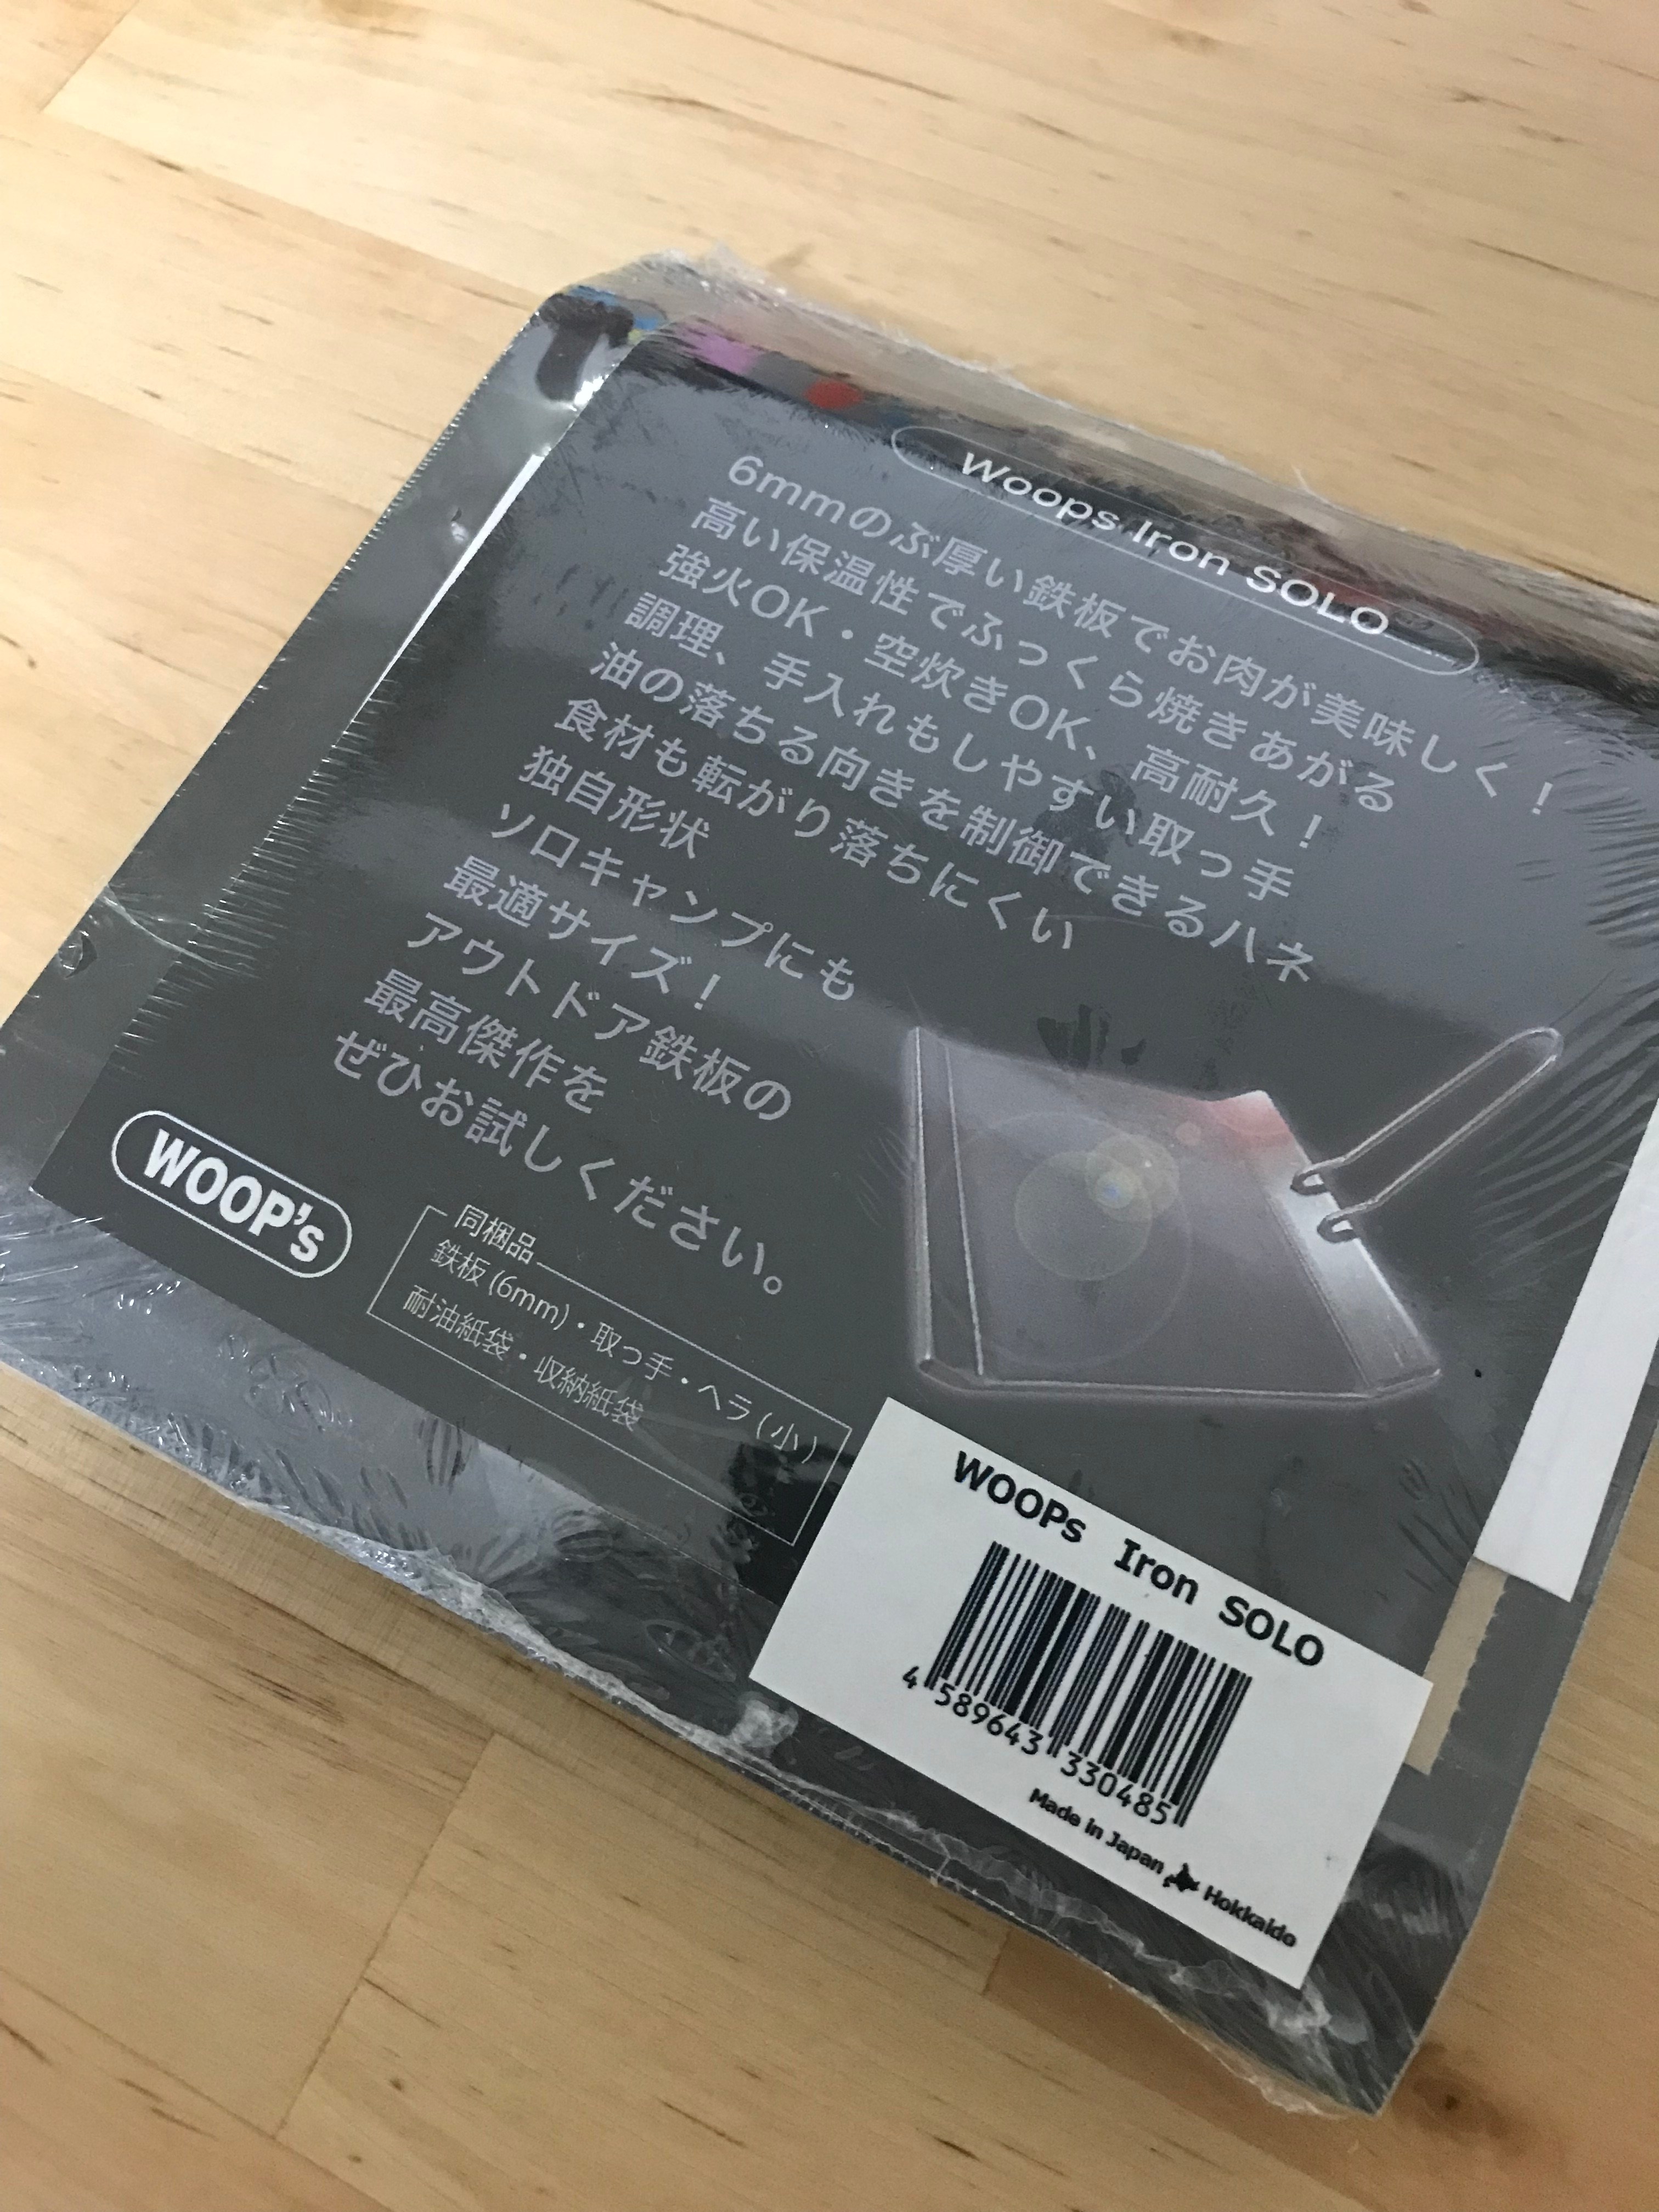 Woops Iron SOLO
6mmのぶ厚い鉄板でお肉が美味しく！
高い保温性でふっくら焼きあがる
強火OK・空炊きOK、高耐久！
調理、手入れもしやすい取っ手
油の落ちる向きを制御できるハネ
食材も転がり落ちにくい
独自形状
ソロキャンプにも
最適サイズ！
アウトドア鉄板の
最高傑作を
ぜひお試しください。
WOOP's
同梱品
鉄板(6mm)・取っ手・ヘラ(小)
耐油紙袋・収納紙袋
WOOPs Iron SOLO
4 589643 330485
Made in Japan Hokkaido